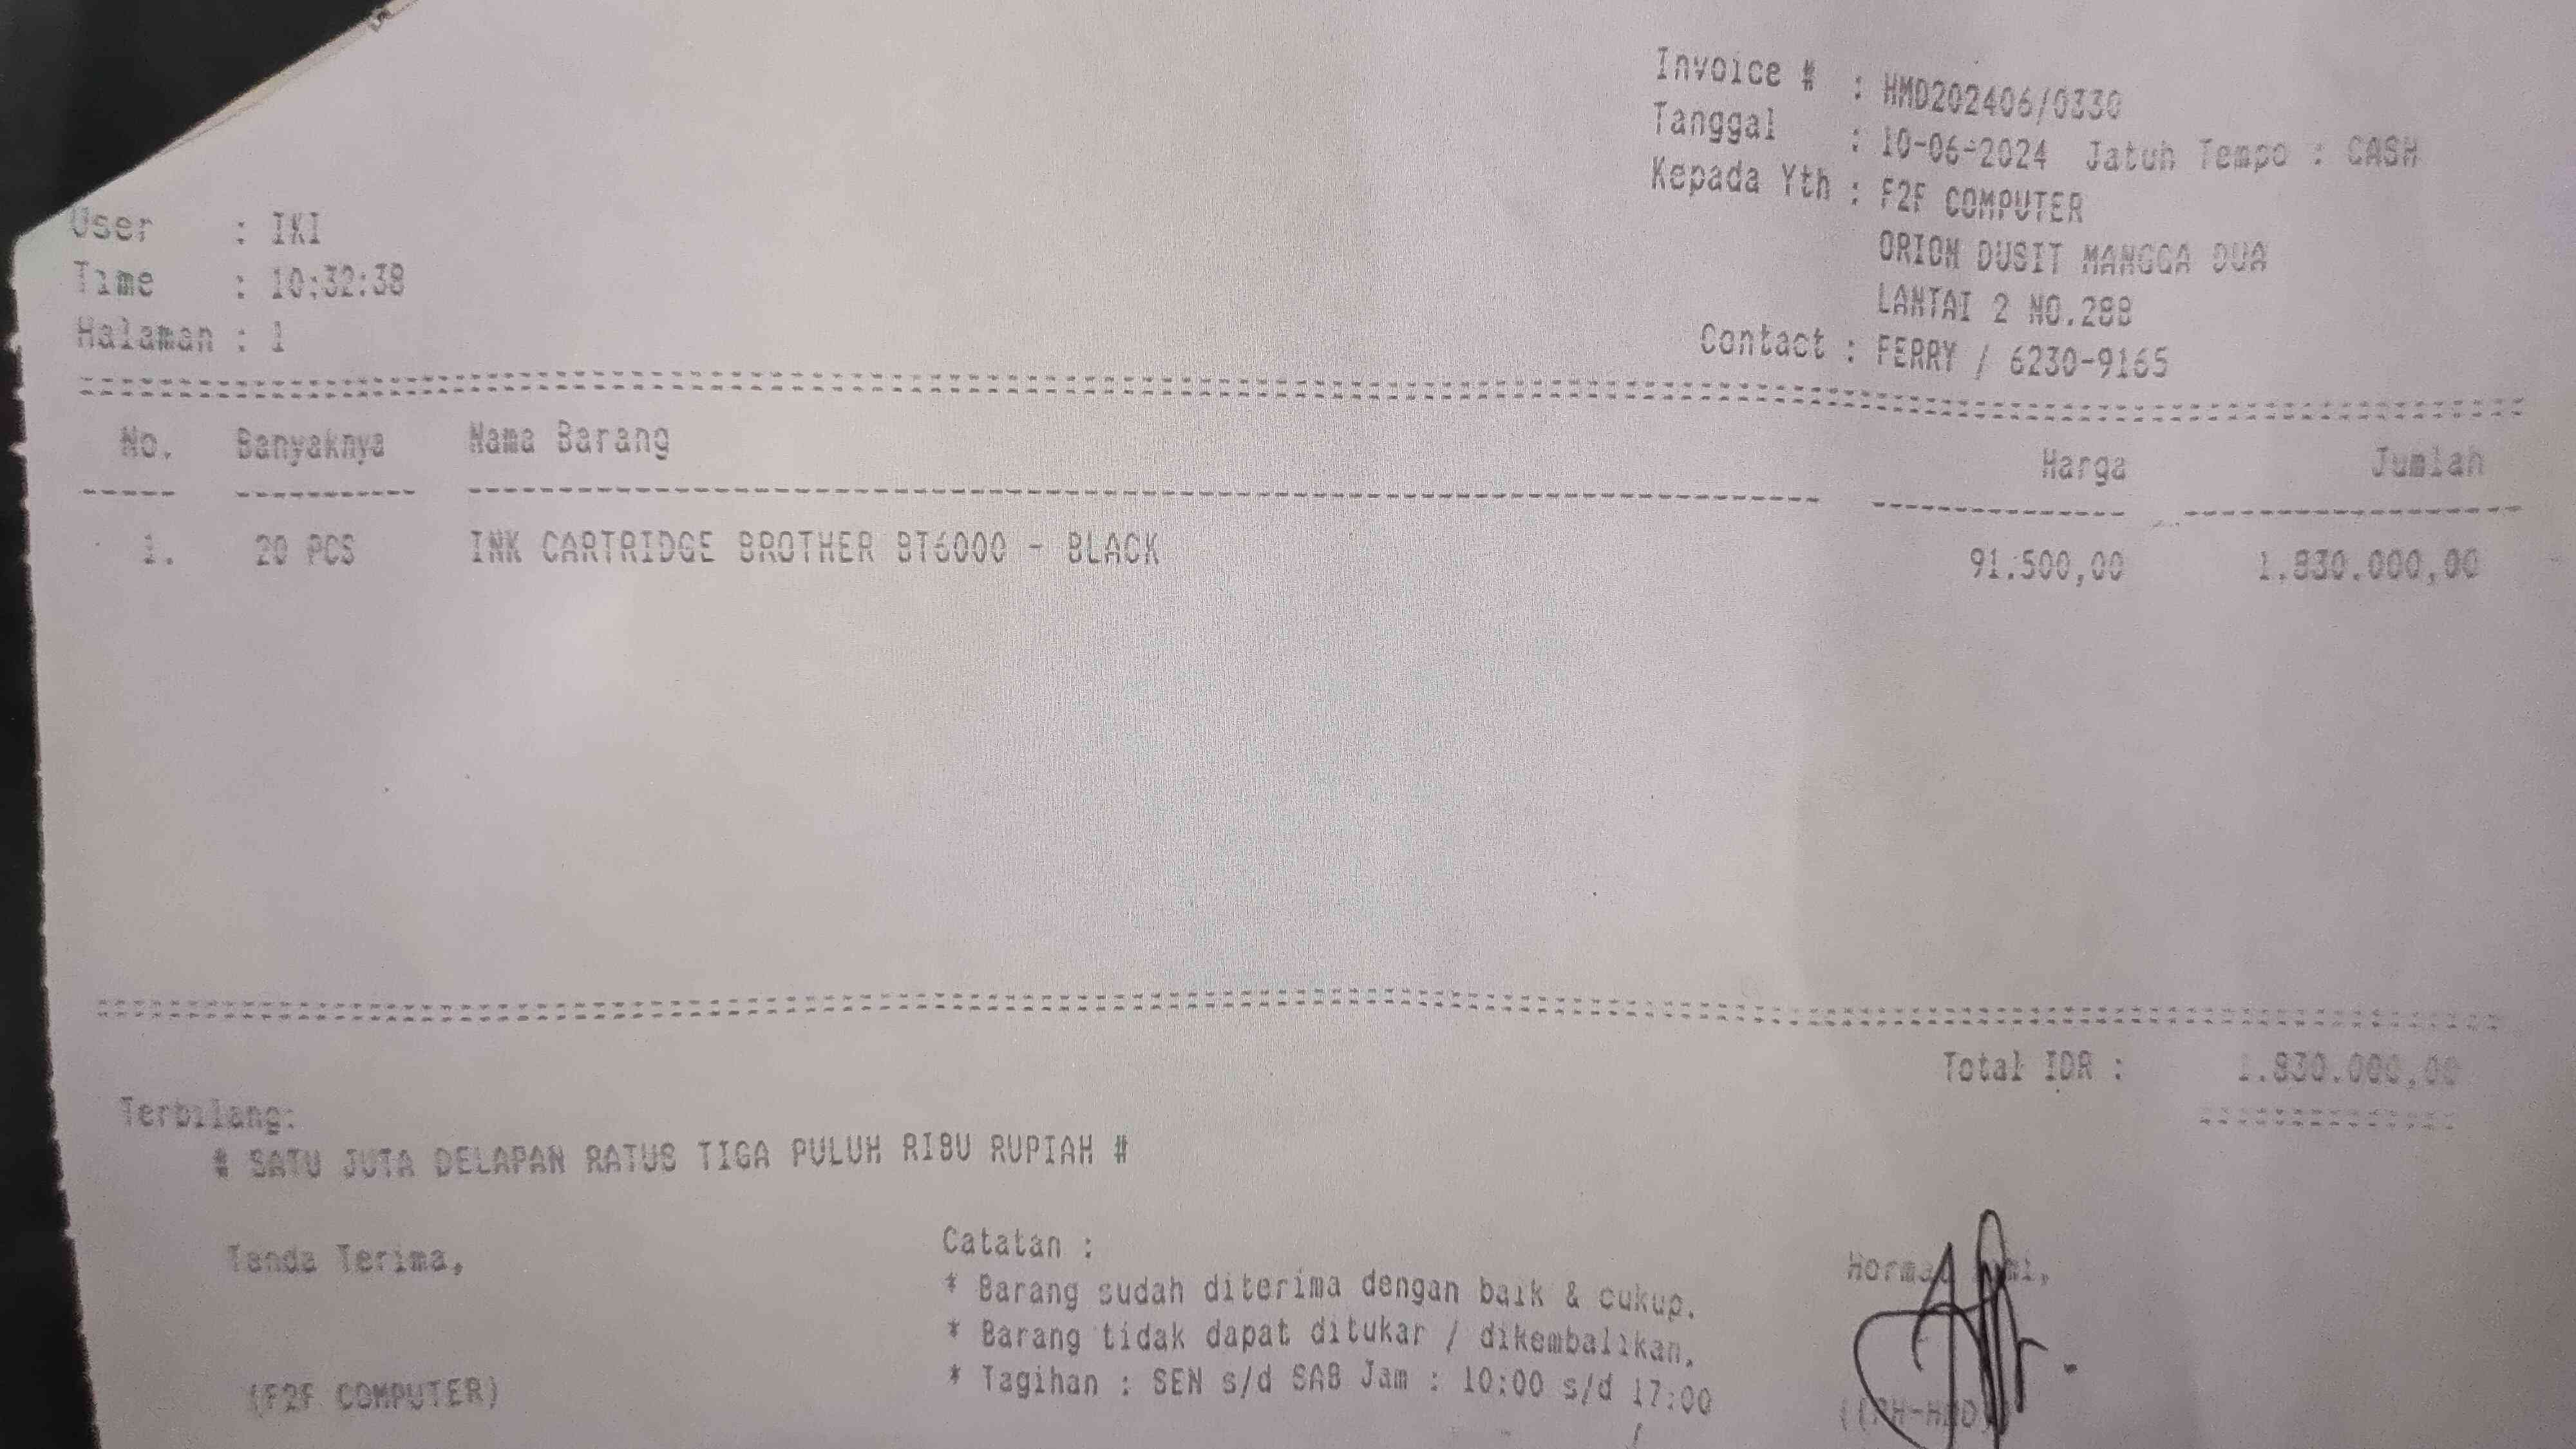 Invoice # : HMD202406/0330
Tanggal : 10-06-2024 Jatuh Tempo : CASH
Kepada Yth : F2F COMPUTER
ORION DUSIT MANGGA DUA
LANTAI 2 NO.288
Contact : FERRY / 6230-9165
User : IKI
Time : 10:32:38
Halaman : 1
No. Banyaknya Nama Barang Harga Jumlah
1. 20 PCS INK CARTRIDGE BROTHER BT6000 - BLACK 91.500,00 1.830.000,00
Total IDR : 1.830.000,00
Terbilang:
# SATU JUTA DELAPAN RATUS TIGA PULUH RIBU RUPIAH #
Tanda Terima,
(F2F COMPUTER)
Catatan :
* Barang sudah diterima dengan baik & cukup.
* Barang tidak dapat ditukar / dikembalikan.
* Tagihan : SEN s/d SAB Jam : 10:00 s/d 17:00
Hormat